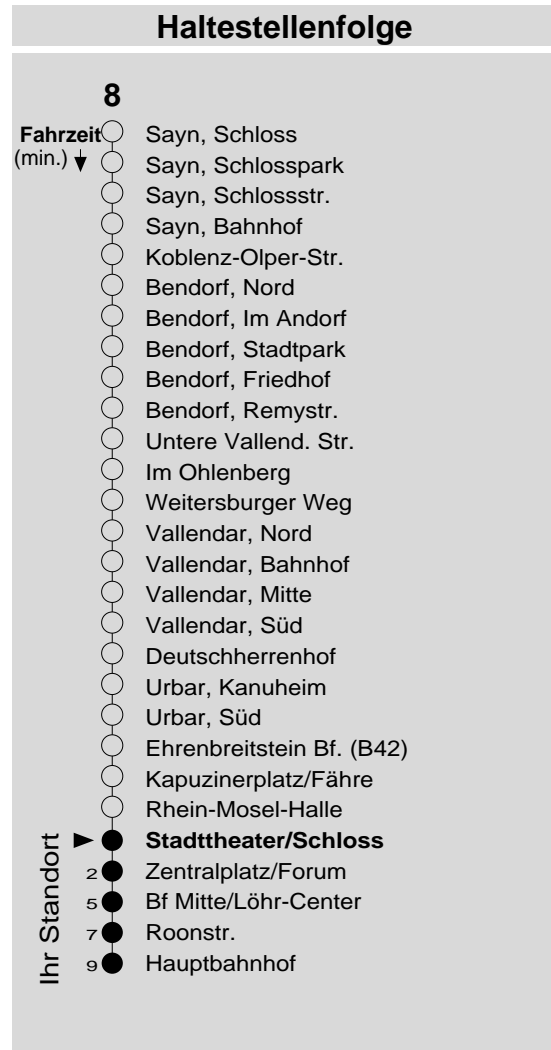 Haltestellenfolge
8
Fahrzeit Sayn, Schloss
(min.) Sayn, Schlosspark
Sayn, Schlossstr.
Sayn, Bahnhof
Koblenz-Olper-Str.
Bendorf, Nord
Bendorf, Im Andorf
Bendorf, Stadtpark
Bendorf, Friedhof
Bendorf, Remystr.
Untere Vallend. Str.
Im Ohlenberg
Weitersburger Weg
Vallendar, Nord
Vallendar, Bahnhof
Vallendar, Mitte
Vallendar, Süd
Deutschherrenhof
Urbar, Kanuheim
Urbar, Süd
Ehrenbreitstein Bf. (B42)
Kapuzinerplatz/Fähre
Rhein-Mosel-Halle
Ihr Standort
Stadttheater/Schloss
2 Zentralplatz/Forum
5 Bf Mitte/Löhr-Center
7 Roonstr.
9 Hauptbahnhof